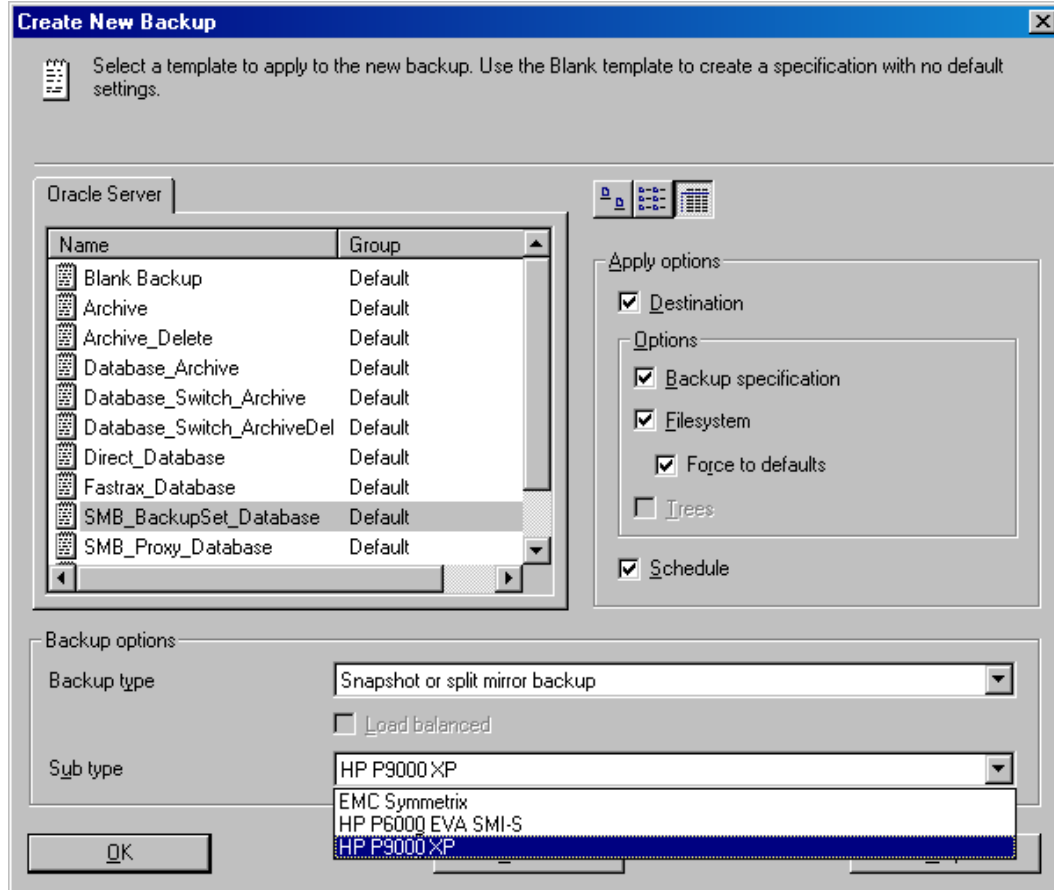 Create New Backup
Select a template to apply to the new backup. Use the Blank template to create a specification with no default
settings.
Oracle Server
Name Group
Blank Backup Default
Archive Default
Archive_Delete Default
Database_Archive Default
Database_Switch_Archive Default
Database_Switch_ArchiveDel Default
Direct_Database Default
Fastrax_Database Default
SMB_BackupSet_Database Default
SMB_Proxy_Database Default
Apply options
Destination
Options
Backup specification
Filesystem
Force to defaults
Trees
Schedule
Backup options
Backup type Snapshot or split mirror backup
Load balanced
Sub type HP P9000 XP
EMC Symmetrix
HP P6000 EVA SMI-S
HP P9000 XP
OK